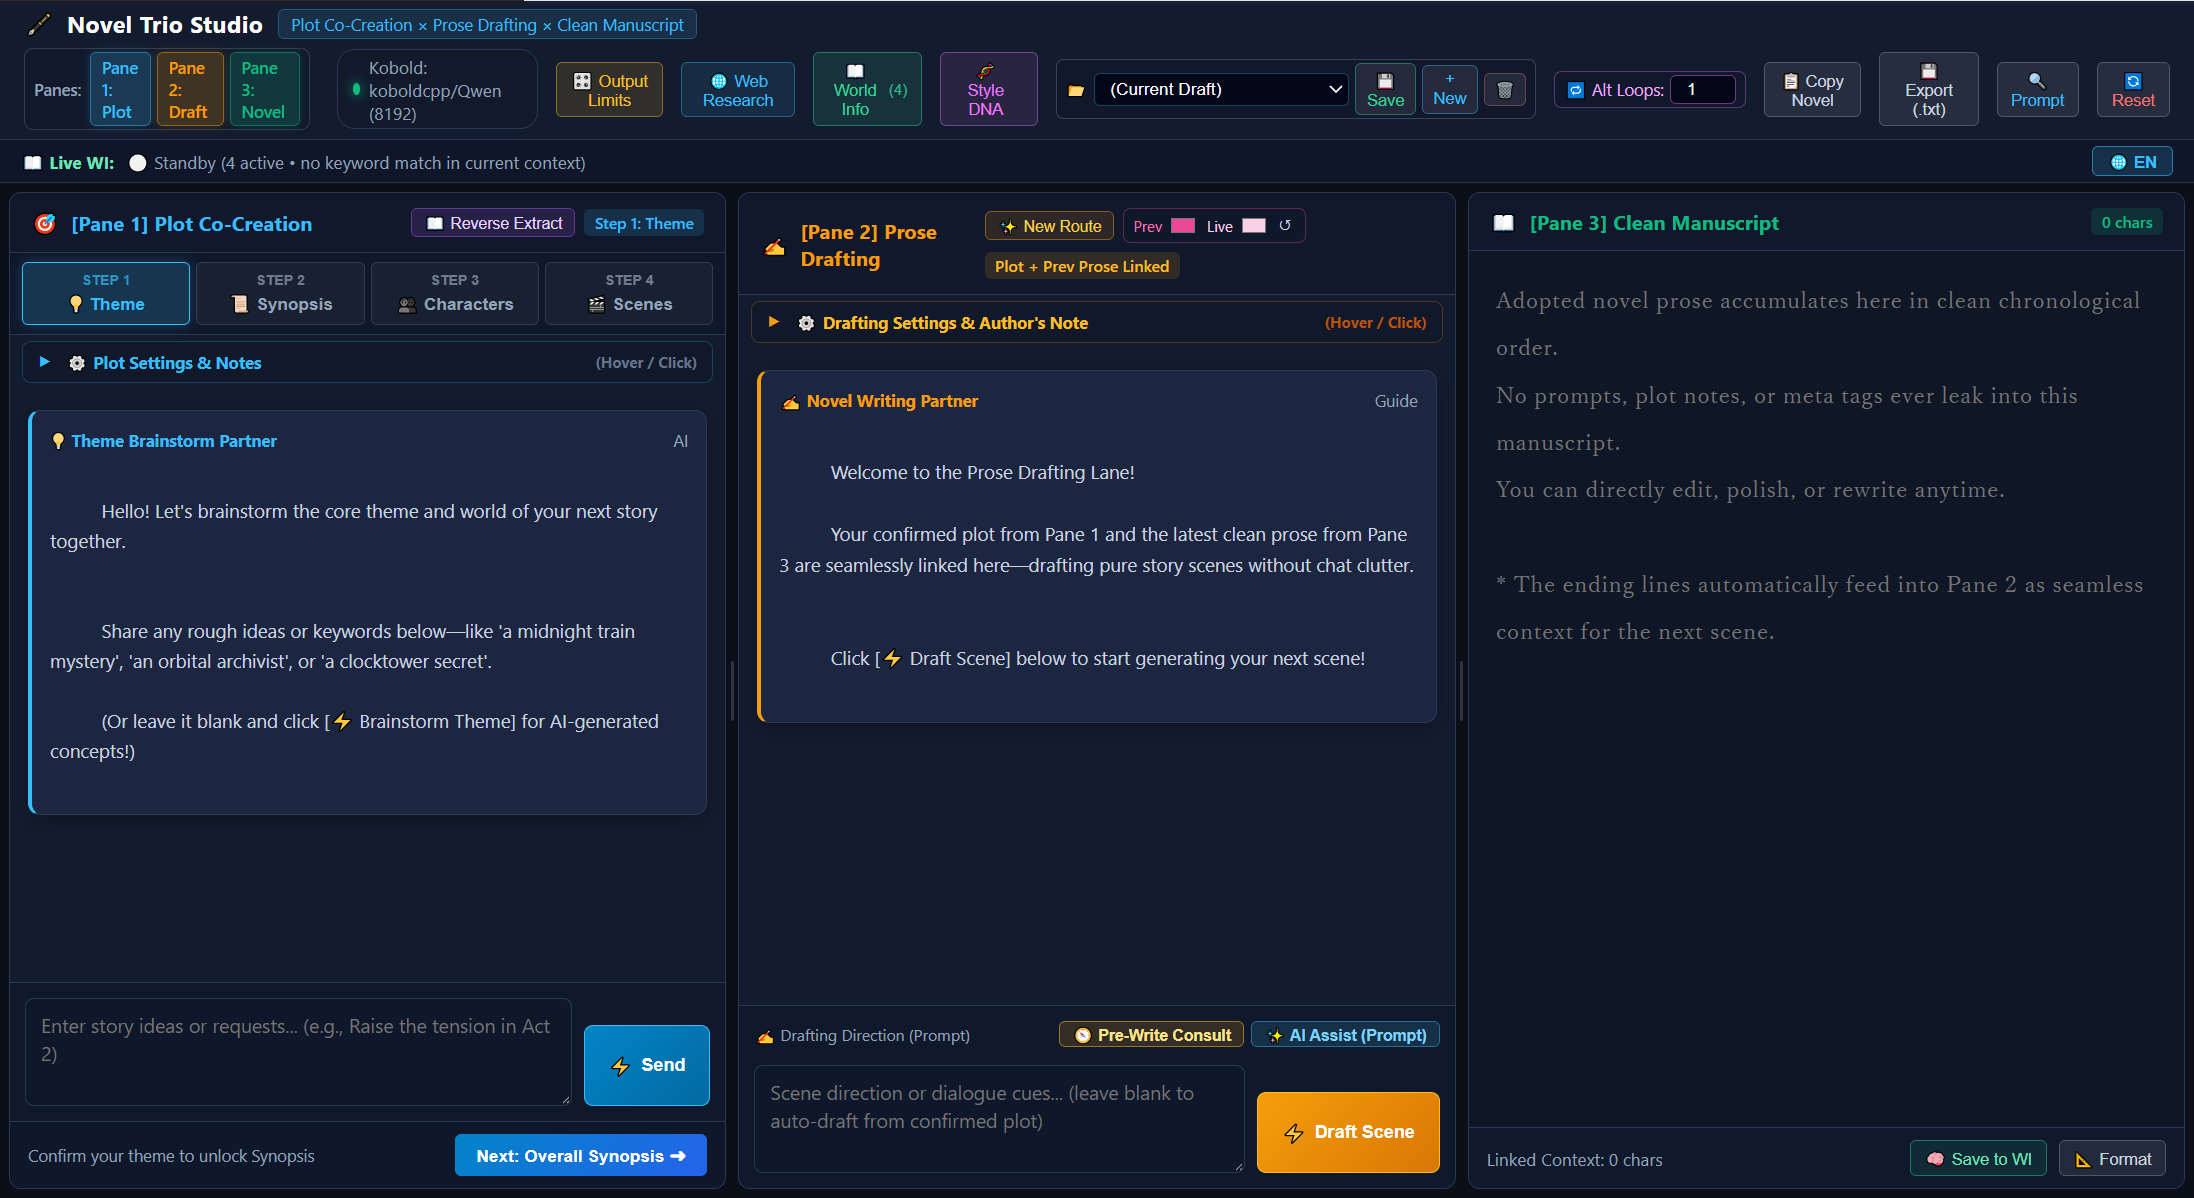 Novel Trio Studio
Plot Co-Creation × Prose Drafting × Clean Manuscript
Panes:
Pane
1:
Plot
Pane
2:
Draft
Pane
3:
Novel
Kobold:
koboldcpp/Qwen
(8192)
Output
Limits
Web
Research
World
Info
(4)
Style
DNA
(Current Draft)
Save
+
New
Alt Loops:
1
Copy
Novel
Export
(.txt)
Prompt
Reset
Live WI:
Standby (4 active • no keyword match in current context)
EN
[Pane 1] Plot Co-Creation
Reverse Extract
Step 1: Theme
STEP 1
Theme
STEP 2
Synopsis
STEP 3
Characters
STEP 4
Scenes
Plot Settings & Notes
(Hover / Click)
Theme Brainstorm Partner
AI
Hello! Let's brainstorm the core theme and world of your next story
together.
Share any rough ideas or keywords below—like 'a midnight train
mystery', 'an orbital archivist', or 'a clocktower secret'.
(Or leave it blank and click [⚡ Brainstorm Theme] for AI-generated
concepts!)
Enter story ideas or requests... (e.g., Raise the tension in Act
2)
Send
Confirm your theme to unlock Synopsis
Next: Overall Synopsis ➜
[Pane 2] Prose
Drafting
New Route
Prev
Live
↺
Plot + Prev Prose Linked
Drafting Settings & Author's Note
(Hover / Click)
Novel Writing Partner
Guide
Welcome to the Prose Drafting Lane!
Your confirmed plot from Pane 1 and the latest clean prose from Pane
3 are seamlessly linked here—drafting pure story scenes without chat clutter.
Click [⚡ Draft Scene] below to start generating your next scene!
Drafting Direction (Prompt)
Pre-Write Consult
AI Assist (Prompt)
Scene direction or dialogue cues... (leave blank to
auto-draft from confirmed plot)
Draft Scene
[Pane 3] Clean Manuscript
0 chars
Adopted novel prose accumulates here in clean chronological
order.
No prompts, plot notes, or meta tags ever leak into this
manuscript.
You can directly edit, polish, or rewrite anytime.
* The ending lines automatically feed into Pane 2 as seamless
context for the next scene.
Linked Context: 0 chars
Save to WI
Format